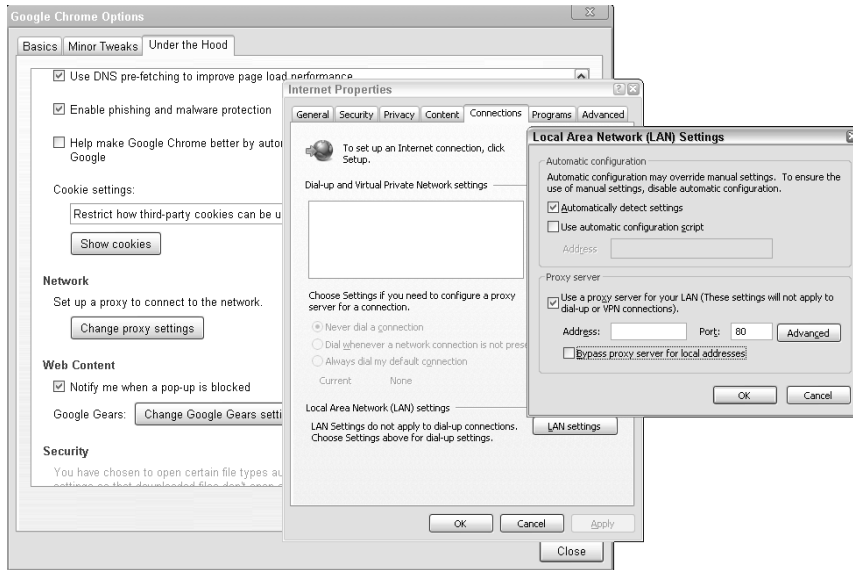 Google Chrome Options
Basics Minor Tweaks Under the Hood
Use DNS pre-fetching to improve page load performance
Enable phishing and malware protection
Help make Google Chrome better by
Google
Cookie settings:
Restrict how third-party cookies can be
Show cookies
Network
Set up a proxy to connect to the network.
Change proxy settings
Web Content
Notify me when a pop-up is blocked
Google Gears: Change Google Gears
Security
You have chosen to open certain file types
Close
Internet Properties
General Security Privacy Content Connections Programs Advanced
To set up an Internet connection, click
Setup.
Dial-up and Virtual Private Network settings
Choose Settings if you need to configure a proxy
server for a connection.
Never dial a connection
Dial whenever a network connection is not
Always dial my default connection
Current None
Local Area Network (LAN) settings
LAN Settings do not apply to dial-up connections.
Choose Settings above for dial-up settings.
LAN settings
OK Cancel Apply
Local Area Network (LAN) Settings
Automatic configuration
Automatic configuration may override manual settings. To ensure the
use of manual settings, disable automatic configuration.
Automatically detect settings
Use automatic configuration script
Address
Proxy server
Use a proxy server for your LAN (These settings will not apply to
dial-up or VPN connections).
Address: Port: 80 Advanced
Bypass proxy server for local addresses
OK Cancel